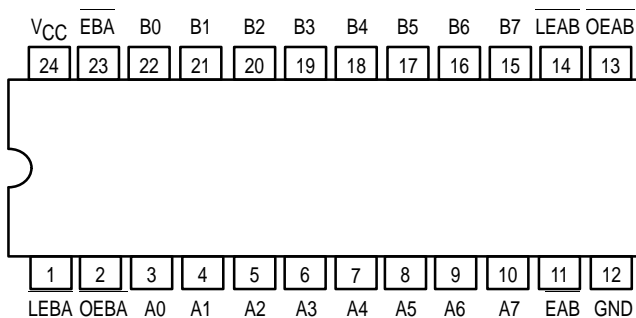 VCC EBA B0 B1 B2 B3 B4 B5 B6 B7 LEAB OEAB
24 23 22 21 20 19 18 17 16 15 14 13
1 2 3 4 5 6 7 8 9 10 11 12
LEBA OEBA A0 A1 A2 A3 A4 A5 A6 A7 EAB GND